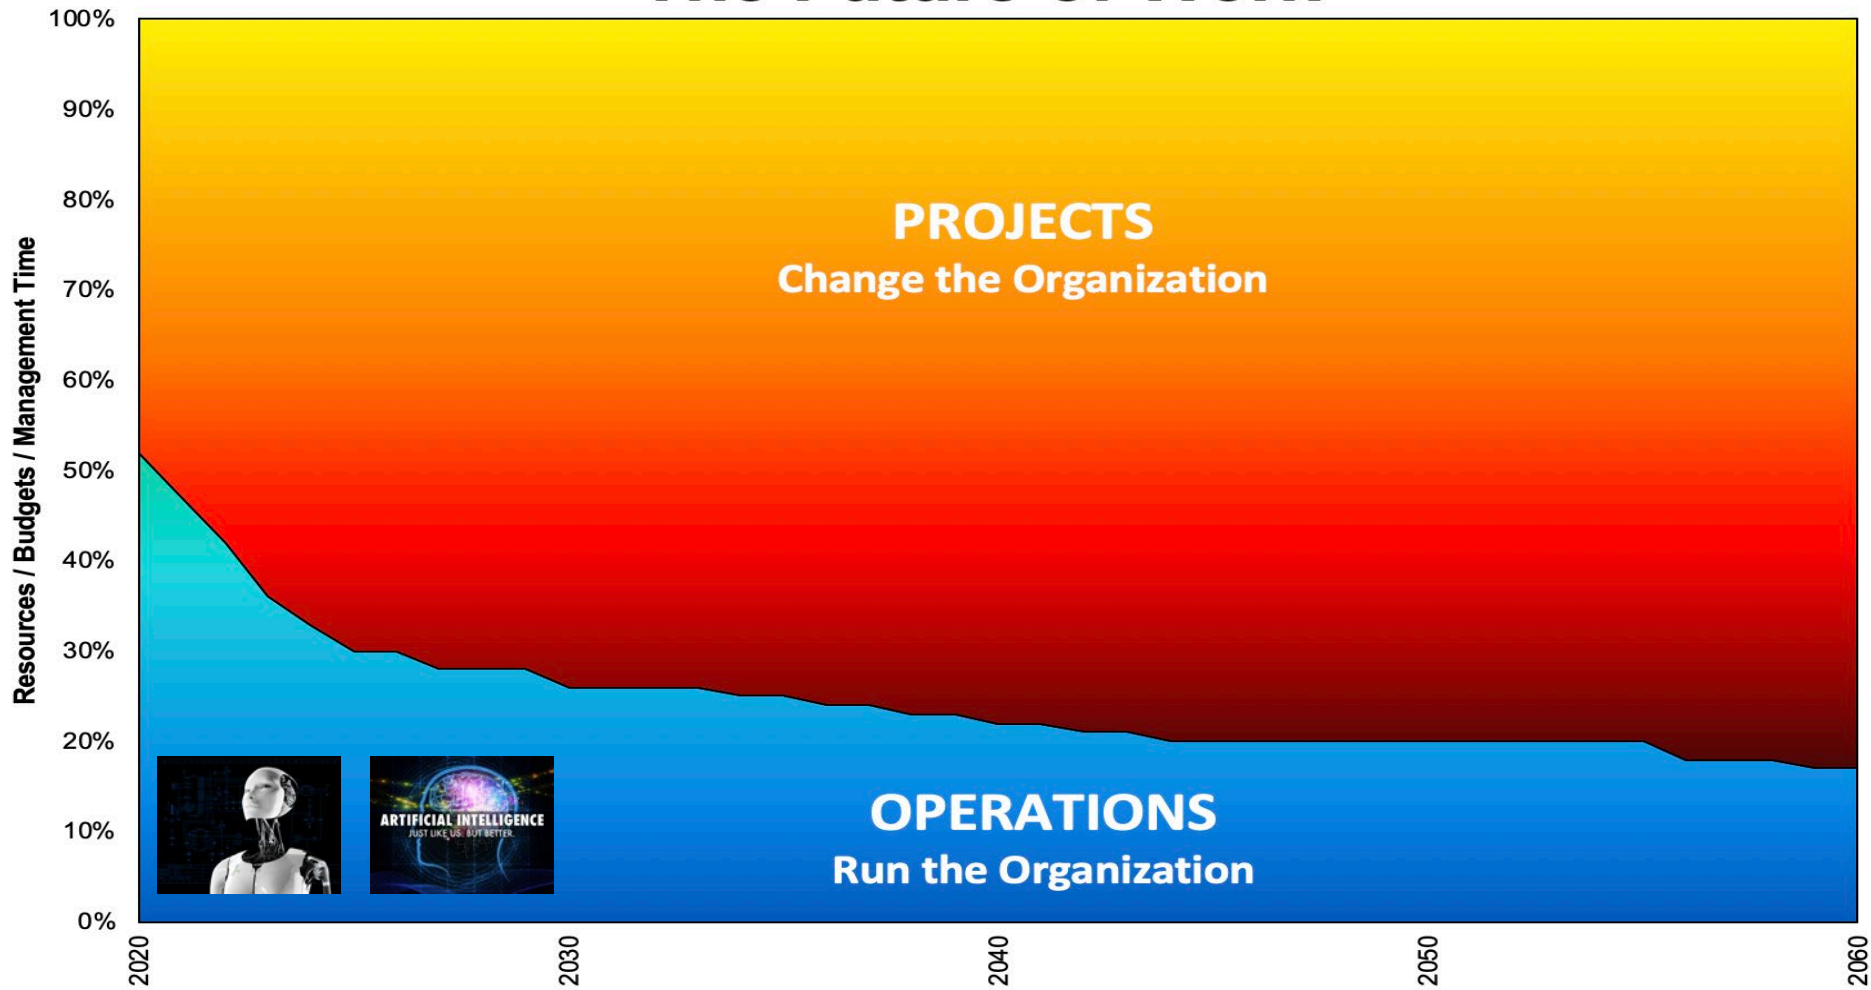 100%
90%
80%
70%
60%
50%
40%
30%
20%
10%
0%
Resources / Budgets / Management Time
PROJECTS
Change the Organization
ARTIFICIAL INTELLIGENCE
JUST LIKE US. BUT BETTER.
OPERATIONS
Run the Organization
2020
2030
2040
2050
2060